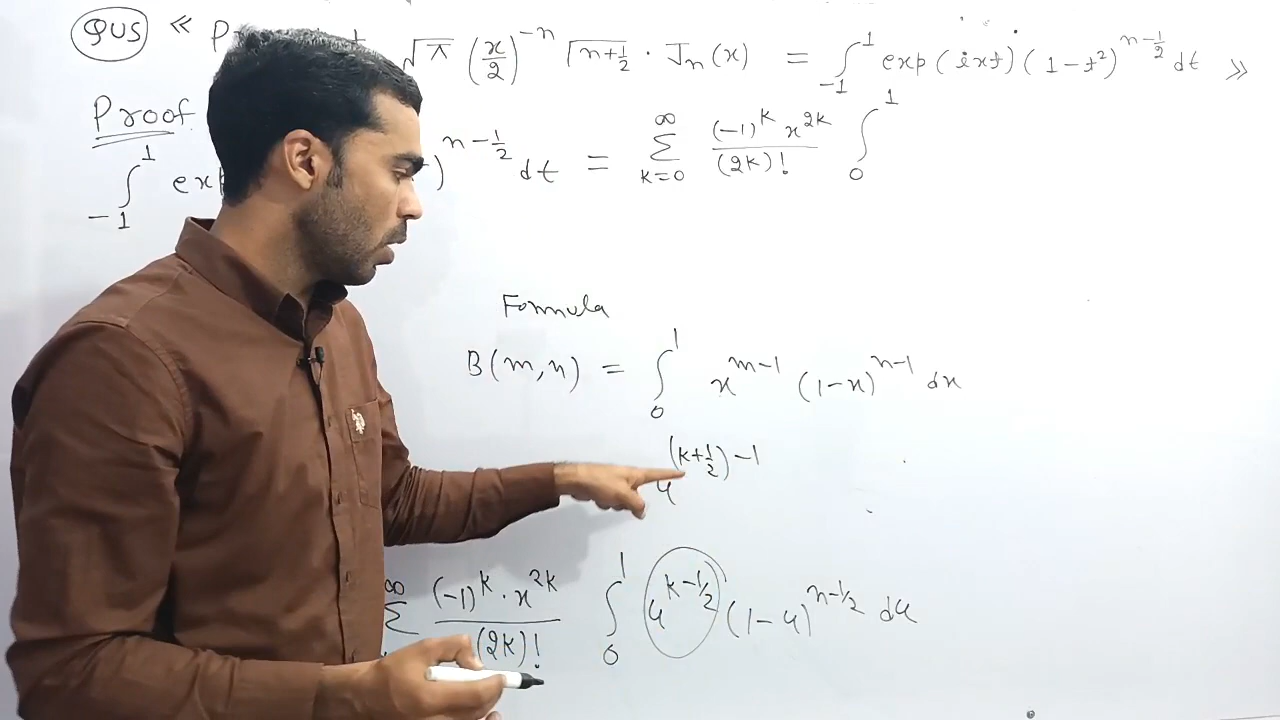 QUS « P √π (x/2)^{-n} Γ(n+1/2) · J_n(x) = ∫_{-1}^{1} exp(ixt) (1-t²)^{n-1/2} dt »
Proof
∫_{-1}^{1} exp )^{n-1/2} dt = Σ_{k=0}^{∞} (-1)^k x^{2k} / (2k)! ∫_0^1
Formula
B(m,n) = ∫_0^1 x^{m-1} (1-x)^{n-1} dx
u^{(k+1/2)-1}
Σ^{∞} (-1)^k · x^{2k} / (2k)! ∫_0^1 u^{k-1/2} (1-u)^{n-1/2} du